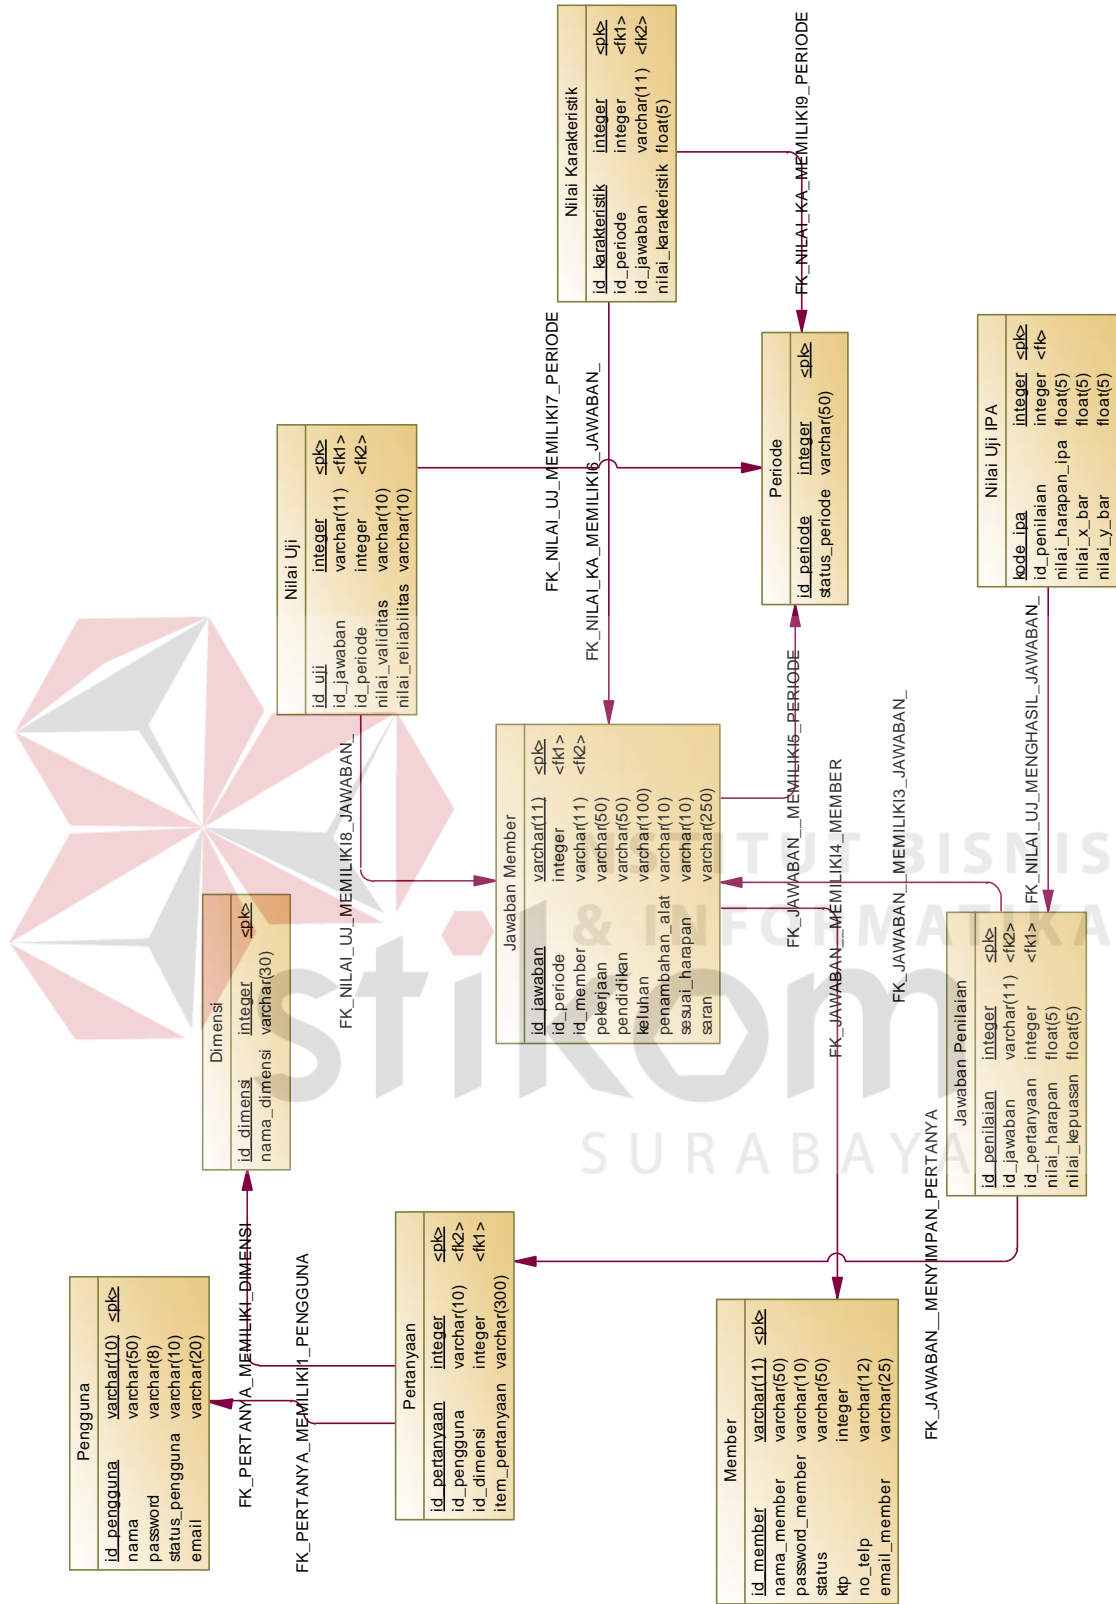 Pengguna
id_pengguna varchar(10) <pk>
nama varchar(50)
password varchar(8)
status_pengguna varchar(10)
email varchar(20)
FK_PERTANYA_MEMILIKI_DIMENSI
FK_PERTANYA_MEMILIKI1_PENGGUNA
Dimensi
id_dimensi integer <pk>
nama_dimensi varchar(30)
Pertanyaan
id_pertanyaan integer <pk>
id_pengguna varchar(10) <fk2>
id_dimensi integer <fk1>
item_pertanyaan varchar(300)
Nilai Uji
id_uji integer <pk>
id_jawaban varchar(11) <fk1>
id_periode integer <fk2>
nilai_validitas varchar(10)
nilai_reliabilitas varchar(10)
FK_NILAI_UJ_MEMILIKI8_JAWABAN_
Nilai Karakteristik
id_karakteristik integer <pk>
id_periode integer <fk1>
id_jawaban varchar(11) <fk2>
nilai_karakteristik float(5)
FK_NILAI_UJ_MEMILIKI7_PERIODE
FK_NILAI_KA_MEMILIKI6_JAWABAN_
FK_NILAI_KA_MEMILIKI9_PERIODE
Jawaban Member
id_jawaban varchar(11) <pk>
id_periode integer <fk1>
id_member varchar(11) <fk2>
pekerjaan varchar(50)
pendidikan varchar(50)
keluhan varchar(100)
penambahan_alat varchar(10)
sesuai_harapan varchar(10)
saran varchar(250)
Periode
id_periode integer <pk>
status_periode varchar(50)
FK_JAWABAN__MEMILIKI5_PERIODE
FK_JAWABAN__MEMILIKI4_MEMBER
FK_JAWABAN__MEMILIKI3_JAWABAN_
Member
id_member varchar(11) <pk>
nama_member varchar(50)
password_member varchar(10)
status varchar(50)
ktp integer
no_telp varchar(12)
email_member varchar(25)
FK_JAWABAN__MENYIMPAN_PERTANYA
Jawaban Penilaian
id_penilaian integer <pk>
id_jawaban varchar(11) <fk2>
id_pertanyaan integer <fk1>
nilai_harapan float(5)
nilai_kepuasan float(5)
FK_NILAI_UJ_MENGHASIL_JAWABAN_
Nilai Uji IPA
kode_ipa integer <pk>
id_penilaian integer <fk>
nilai_harapan_ipa float(5)
nilai_x_bar float(5)
nilai_y_bar float(5)
INSTITUT BISNIS
& INFORMATIKA
stikom
SURABAYA